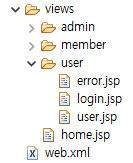 views
admin
member
user
error.jsp
login.jsp
user.jsp
home.jsp
web.xml